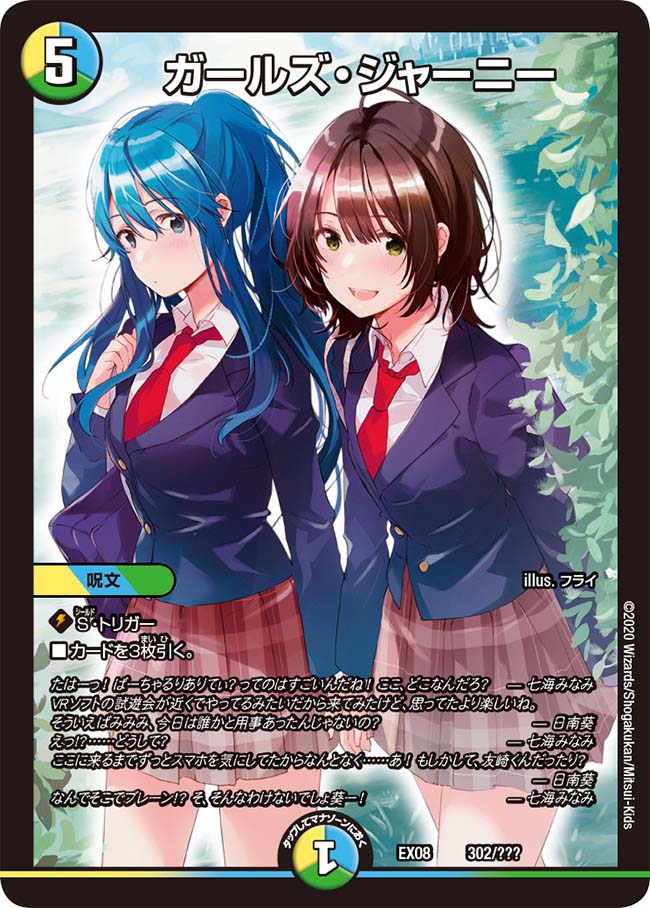 5
ガールズ・ジャーニー
呪文
illus. フライ
S・トリガー
シールド
■カードを3枚引く。
まい ひ
たはーっ！ ばーちゃるりありてぃ？ってのはすごいんだね！ ここ、どこなんだろ？ ― 七海みなみ
VRソフトの試遊会が近くでやってるみたいだから来てみたけど、思ってたより楽しいね。
そういえばみみみ、今日は誰かと用事あったんじゃないの？ ― 日南葵
えっ!?……どうして？ ― 七海みなみ
ここに来るまでずっとスマホを気にしてたからなんとなく……あ！ もしかして、友崎くんだったり？
― 日南葵
なんでそこでブレーン!? そ、そんなわけないでしょ葵ー！ ― 七海みなみ
タップしてマナゾーンにおく
1
EX08 302/???
©2020 Wizards/Shogakukan/Mitsui-Kids